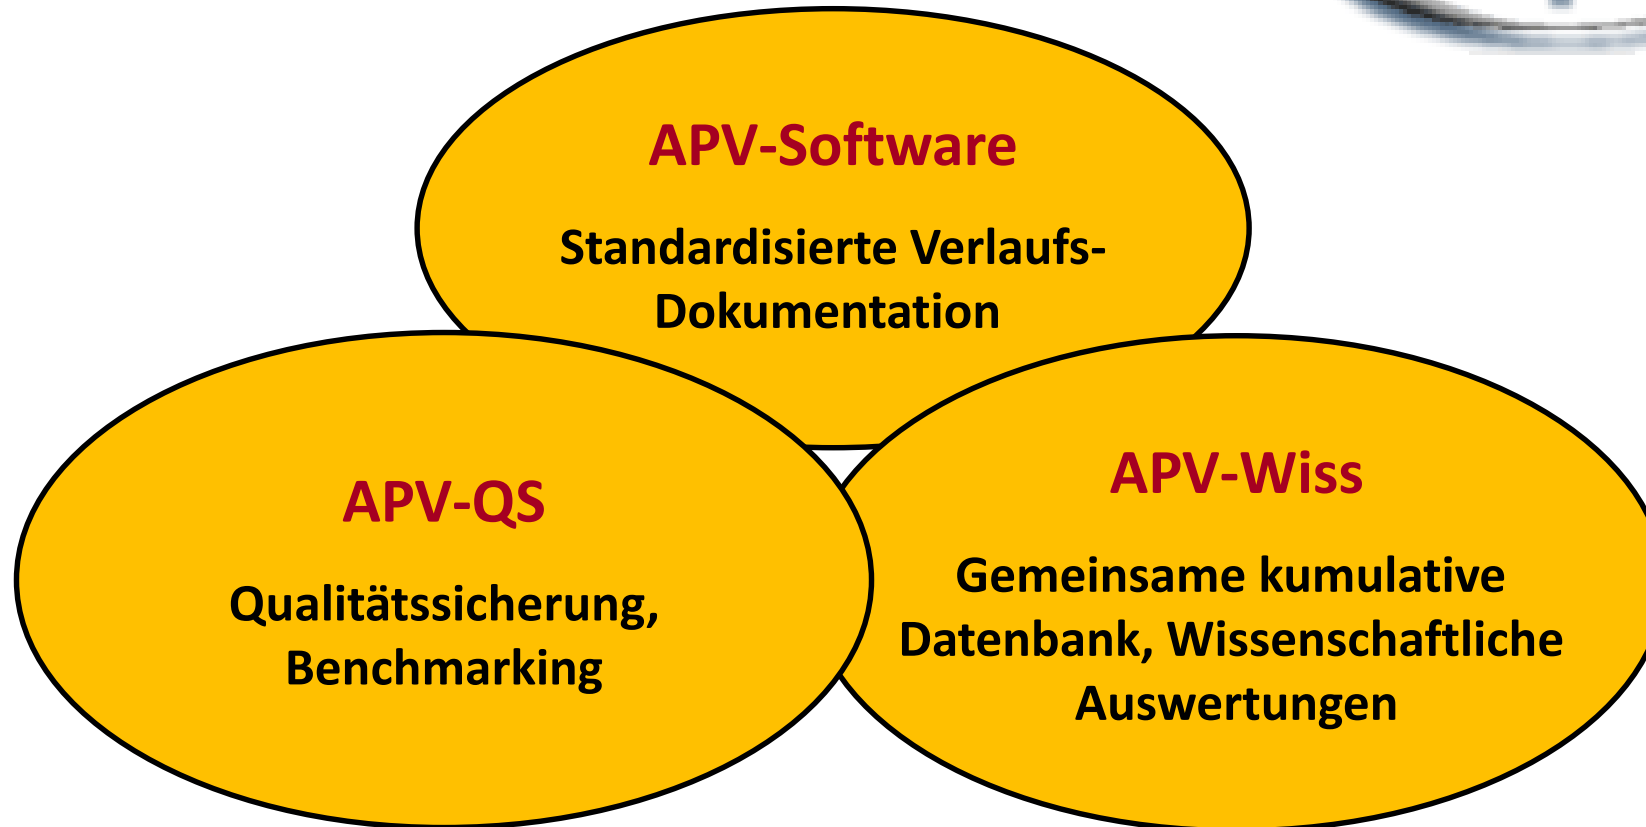 APV-Software
Standardisierte Verlaufs-
Dokumentation
APV-QS
Qualitätssicherung,
Benchmarking
APV-Wiss
Gemeinsame kumulative
Datenbank, Wissenschaftliche
Auswertungen